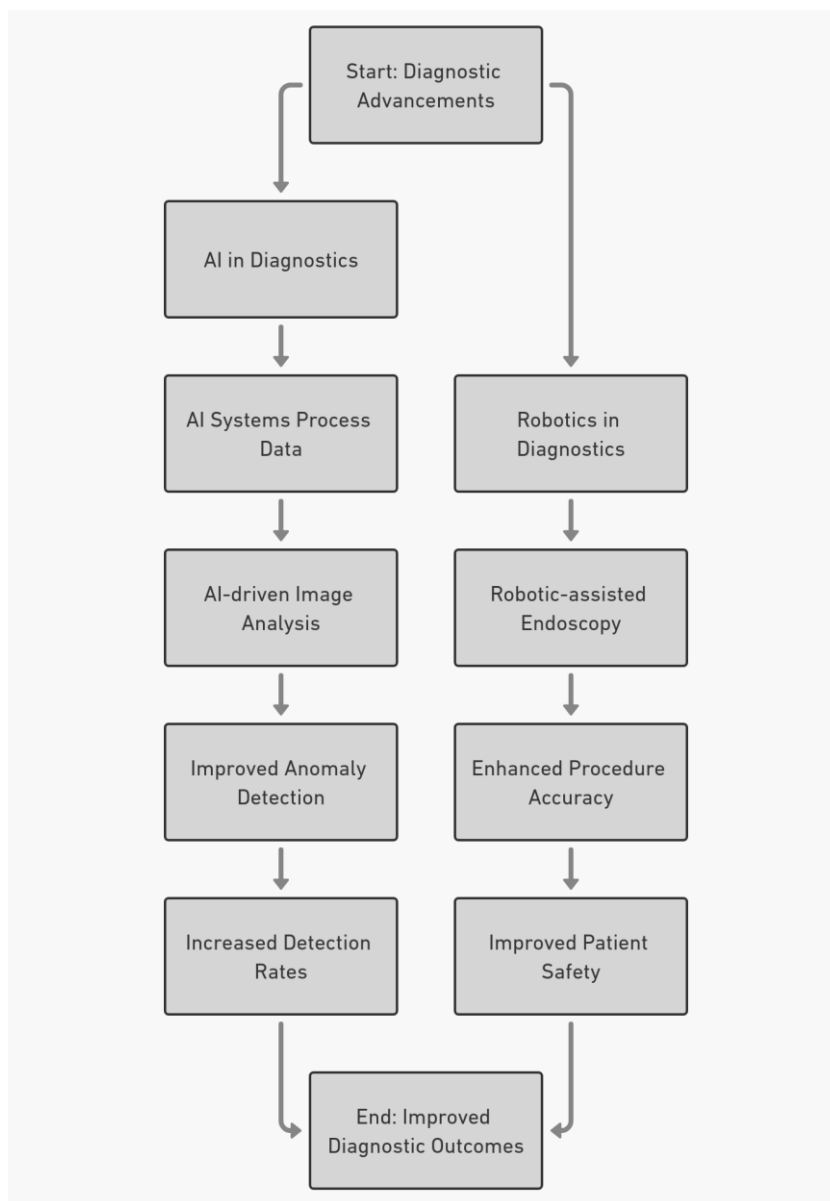 Start: Diagnostic
Advancements
AI in Diagnostics
AI Systems Process
Data
Robotics in
Diagnostics
AI-driven Image
Analysis
Robotic-assisted
Endoscopy
Improved Anomaly
Detection
Enhanced Procedure
Accuracy
Increased Detection
Rates
Improved Patient
Safety
End: Improved
Diagnostic Outcomes